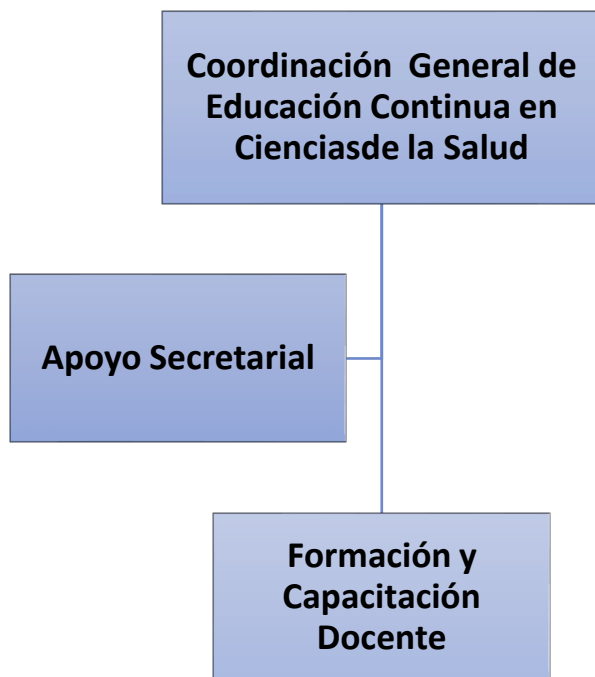 Coordinación  General de
Educación Continua en
Cienciasde la Salud
Apoyo Secretarial
Formación y
Capacitación
Docente